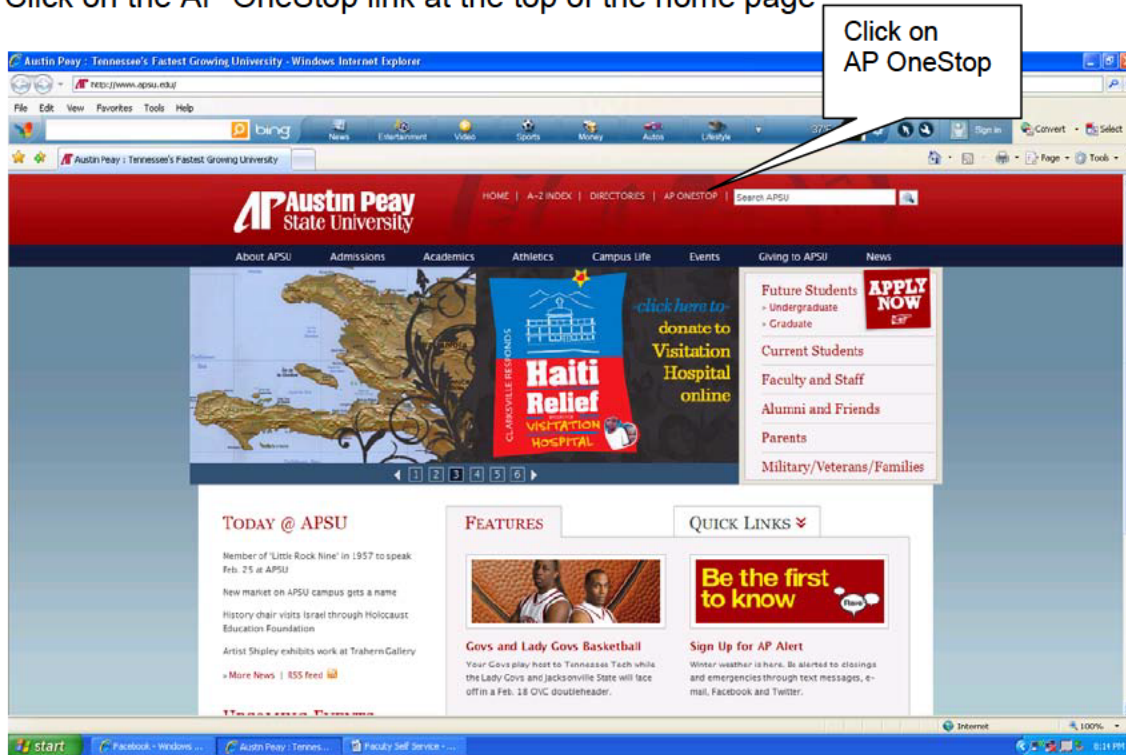 Click on the AP OneStop link at the top of the home page
Click on
AP OneStop
Austin Peay : Tennessee's Fastest Growing University - Windows Internet Explorer
http://www.apsu.edu/
File Edit View Favorites Tools Help
bing News Entertainment Video Sports Money Autos Lifestyle Sign in Convert Select
Austin Peay : Tennessee's Fastest Growing University
Page Tools
HOME | A-Z INDEX | DIRECTORIES | AP ONESTOP | Search APSU
AP Austin Peay
State University
About APSU Admissions Academics Athletics Campus Life Events Giving to APSU News
-click here to-
donate to
Visitation
Hospital
online
CLARKSVILLE RESPONDS
Haiti
Relief
VISITATION
HOSPITAL
1 2 3 4 5 6
Future Students
APPLY
NOW
» Undergraduate
» Graduate
Current Students
Faculty and Staff
Alumni and Friends
Parents
Military/Veterans/Families
TODAY @ APSU
Member of 'Little Rock Nine' in 1957 to speak
Feb. 25 at APSU
New market on APSU campus gets a name
History chair visits Israel through Holocaust
Education Foundation
Artist Shipley exhibits work at Trahern Gallery
» More News | RSS feed
UPCOMING EVENTS
FEATURES
Govs and Lady Govs Basketball
Your Govs play host to Tennessee Tech while
the Lady Govs and Jacksonville State will face
off in a Feb. 18 OVC doubleheader.
QUICK LINKS
Be the first
to know
Rave
Sign Up for AP Alert
Winter weather is here. Be alerted to closings
and emergencies through text messages, e-
mail, Facebook and Twitter.
Internet 100%
start Facebook - Windows ... Austin Peay : Tennes... Faculty Self Service - ... 8:14 PM